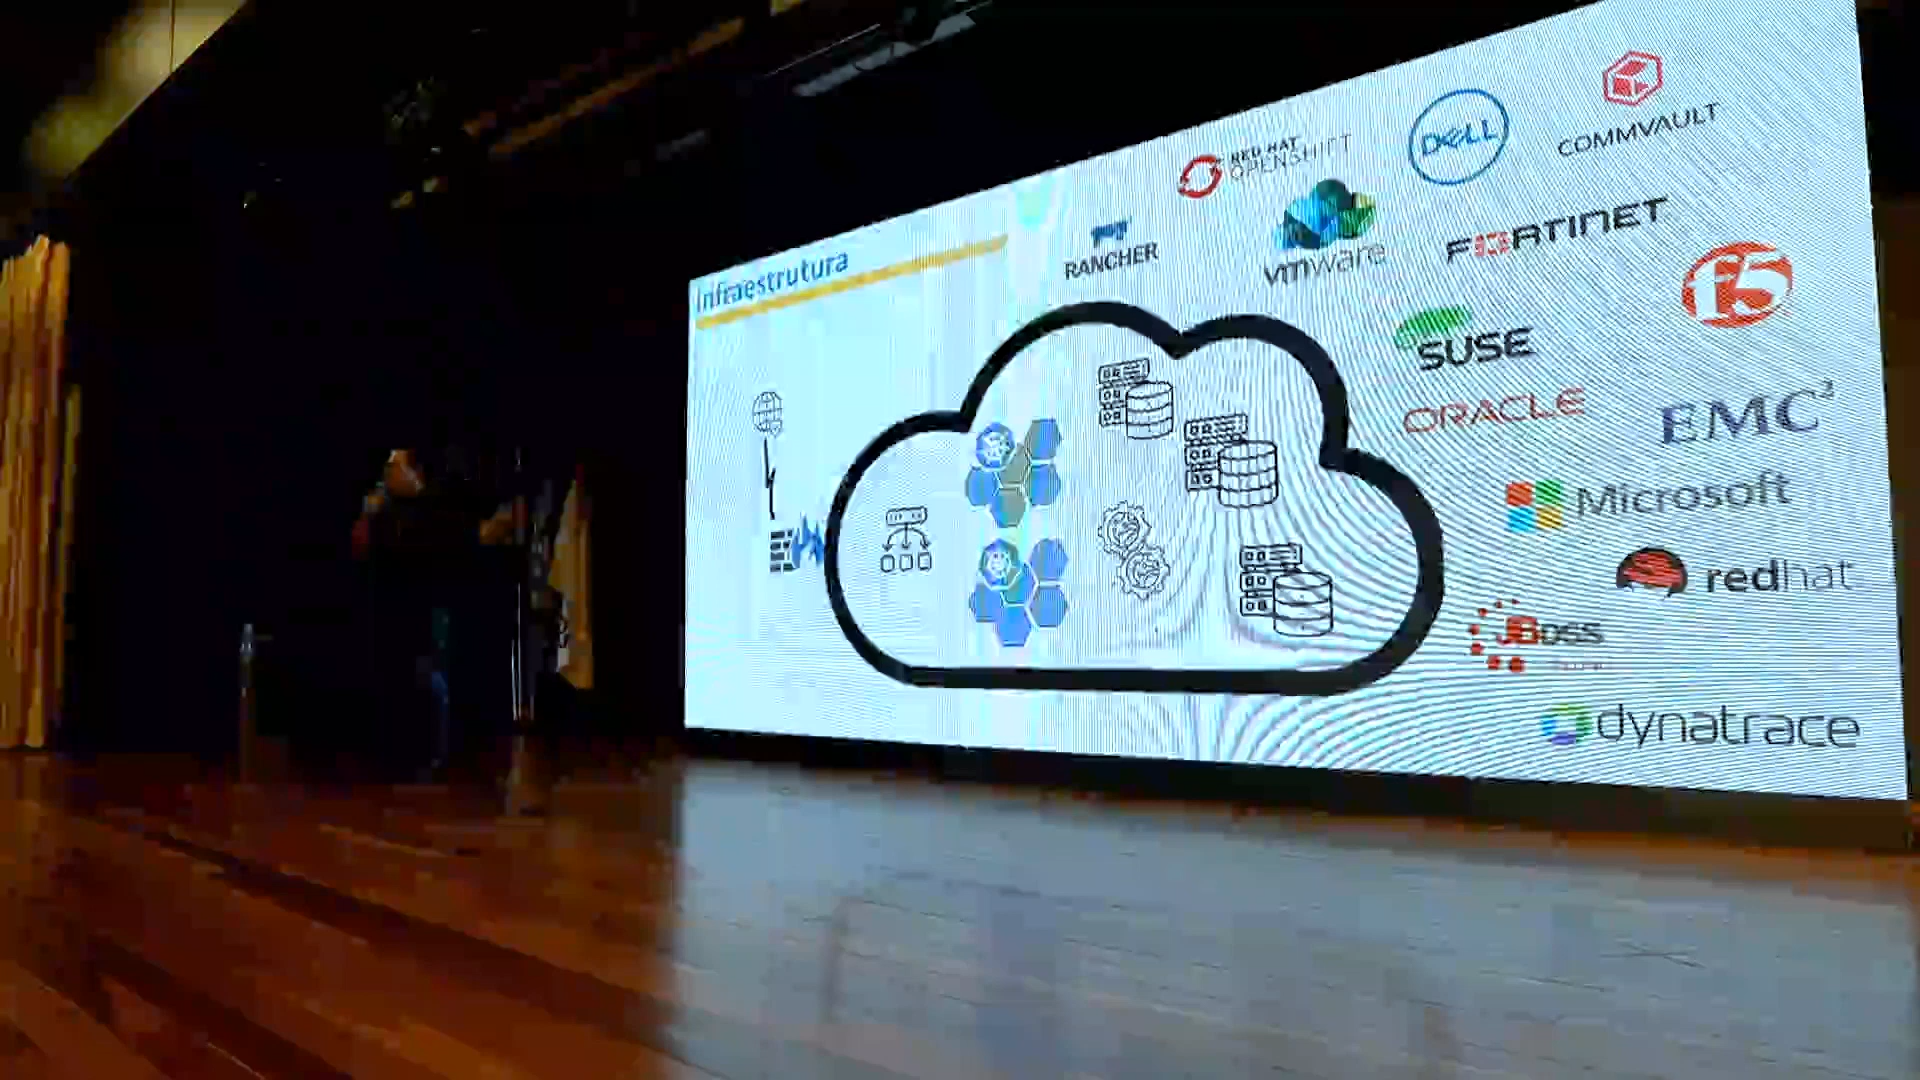 Infraestrutura
RED HAT
OPENSHIFT
DELL
COMMVAULT
RANCHER
vmware
FORTINET
f5
SUSE
ORACLE
EMC²
Microsoft
redhat
JBoss
dynatrace